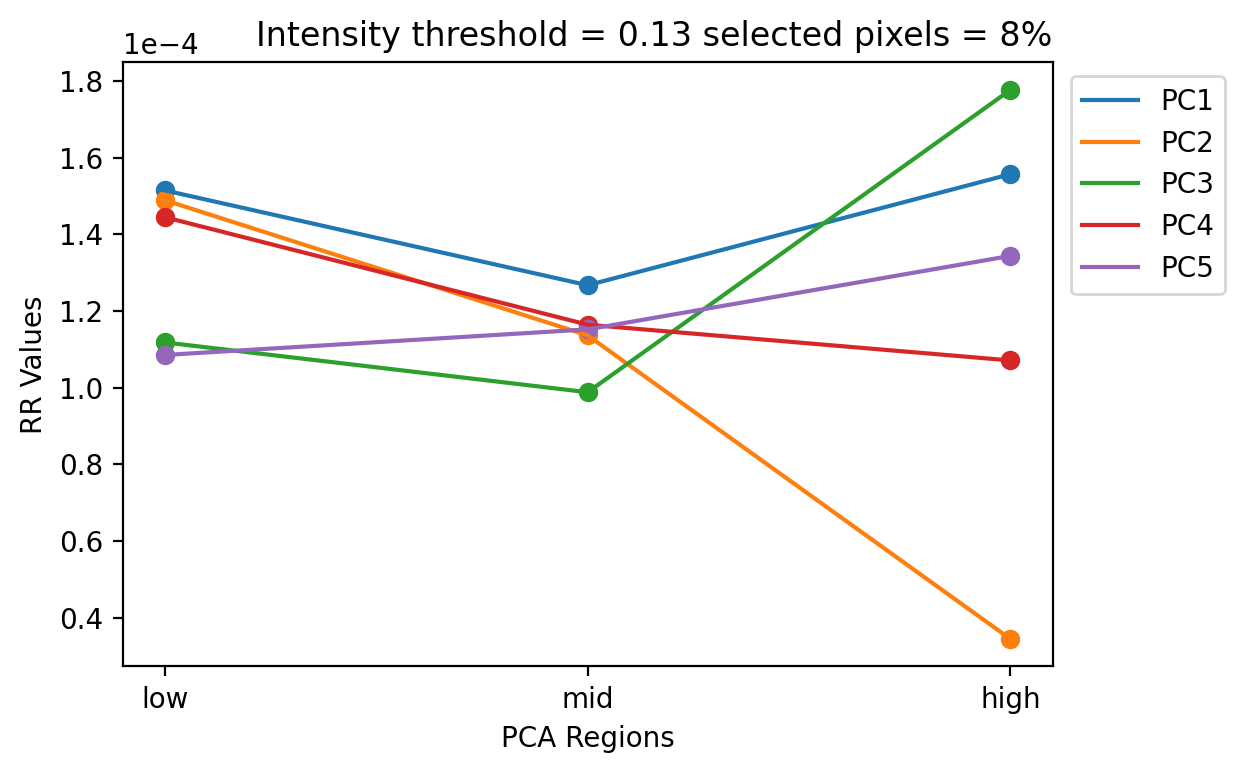 Intensity threshold = 0.13 selected pixels = 8%
1e−4
1.8
1.6
1.4
1.2
1.0
0.8
0.6
0.4
RR Values
low mid high
PCA Regions
PC1
PC2
PC3
PC4
PC5